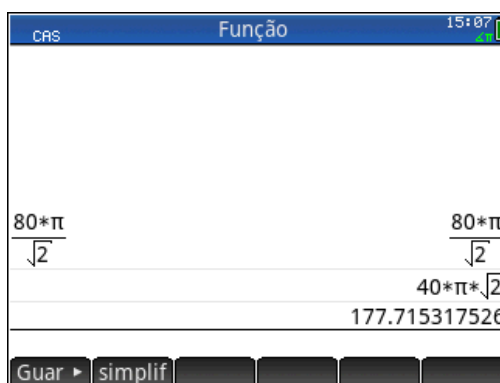 CAS Função 15:07
∡π
80*π
√2
80*π
√2
40*π*√2
177.715317526
Guar ► simplif